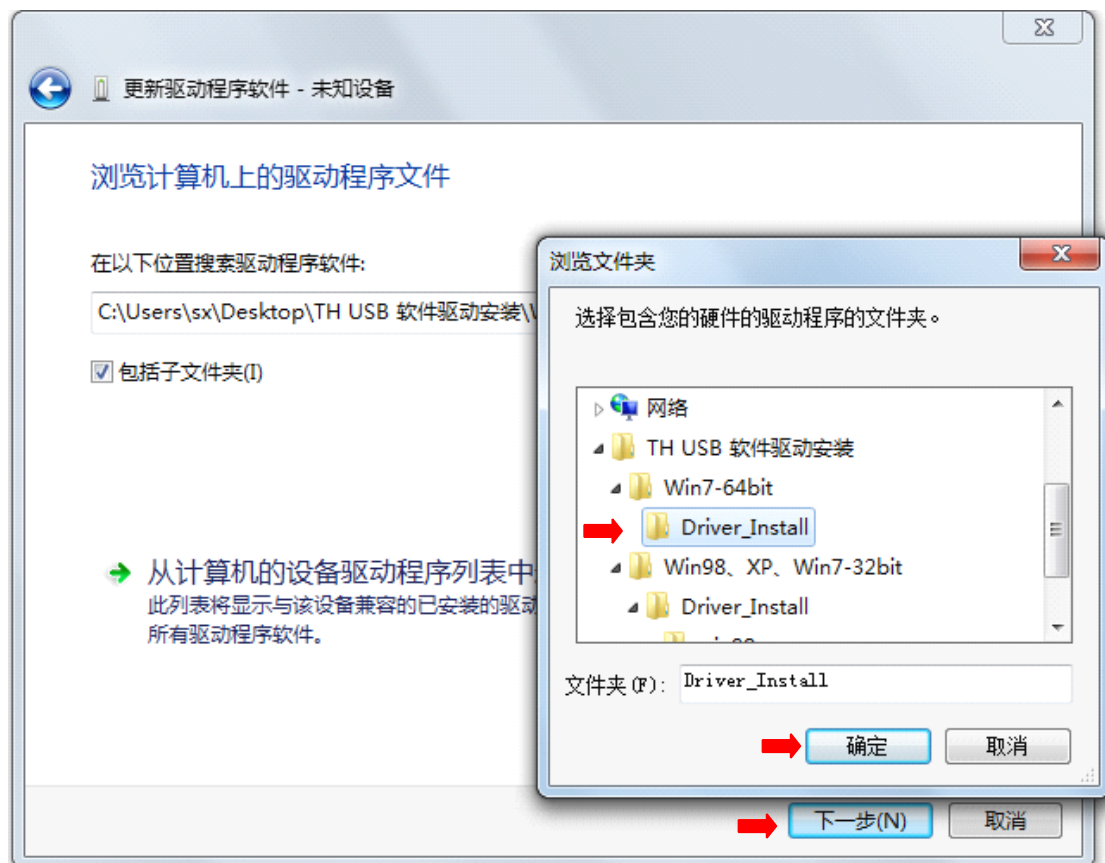 更新驱动程序软件 - 未知设备
浏览计算机上的驱动程序文件
在以下位置搜索驱动程序软件:
C:\Users\sx\Desktop\TH USB 软件驱动安装\
包括子文件夹(I)
从计算机的设备驱动程序列表中
此列表将显示与该设备兼容的已安装的驱动
所有驱动程序软件。
下一步(N)
取消
浏览文件夹
选择包含您的硬件的驱动程序的文件夹。
网络
TH USB 软件驱动安装
Win7-64bit
Driver_Install
Win98、XP、Win7-32bit
Driver_Install
文件夹(F):
Driver_Install
确定
取消